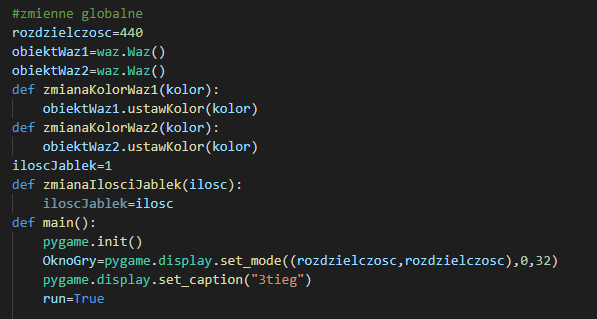 #zmienne globalne
rozdzielczosc=440
obiektWaz1=waz.Waz()
obiektWaz2=waz.Waz()
def zmianaKolorWaz1(kolor):
    obiektWaz1.ustawKolor(kolor)
def zmianaKolorWaz2(kolor):
    obiektWaz2.ustawKolor(kolor)
iloscJablek=1
def zmianaIlosciJablek(ilosc):
    iloscJablek=ilosc
def main():
    pygame.init()
    OknoGry=pygame.display.set_mode((rozdzielczosc,rozdzielczosc),0,32)
    pygame.display.set_caption("3tieg")
    run=True